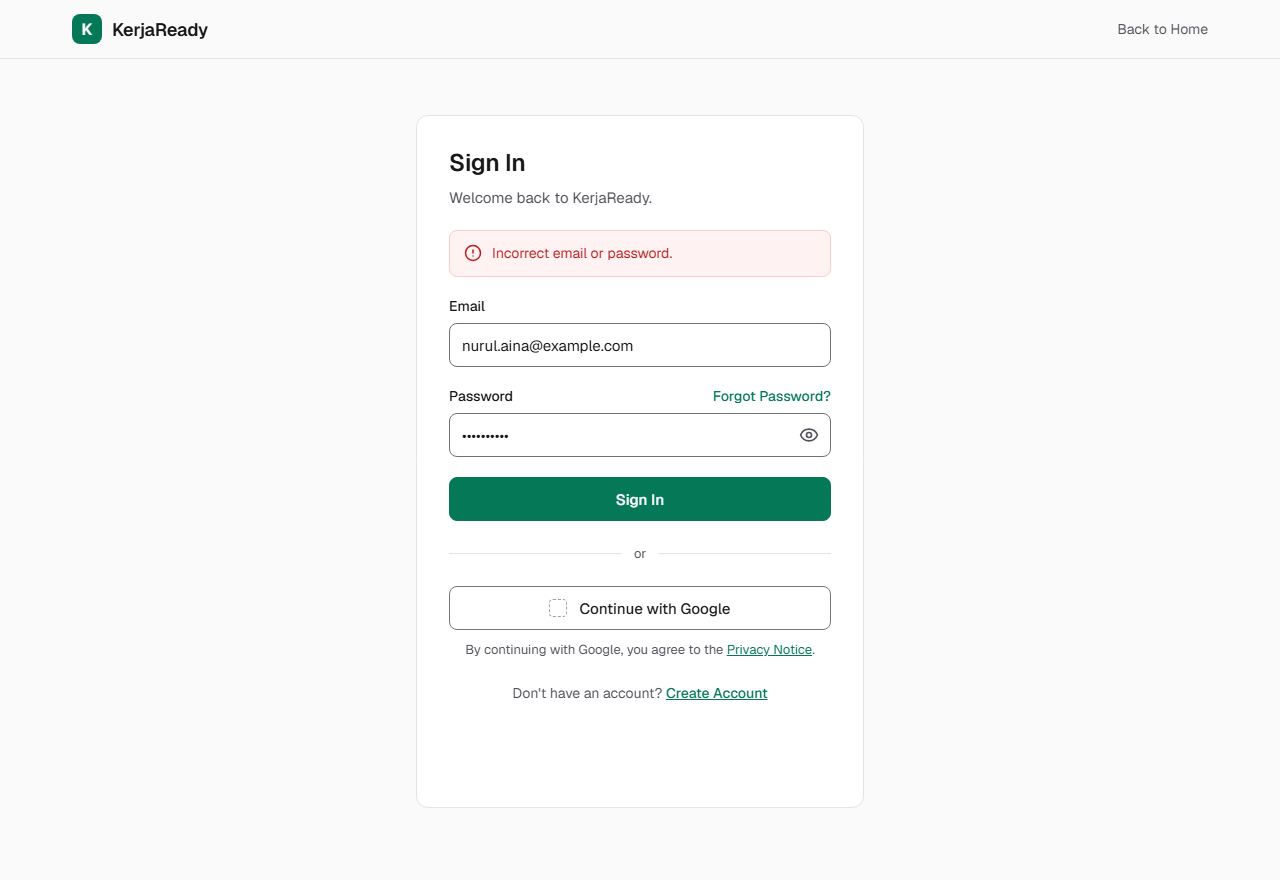 K KerjaReady
Back to Home
Sign In
Welcome back to KerjaReady.
Incorrect email or password.
Email
nurul.aina@example.com
Password
Forgot Password?
••••••••••
Sign In
or
Continue with Google
By continuing with Google, you agree to the Privacy Notice.
Don't have an account? Create Account